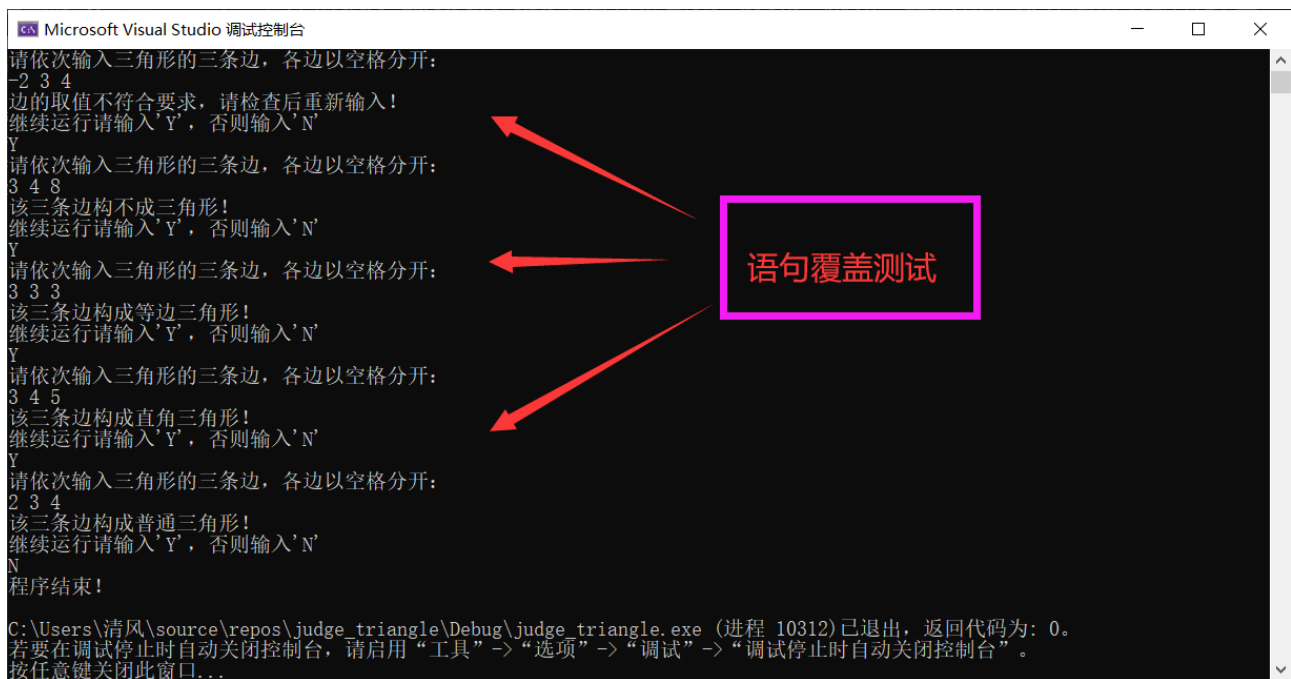 Microsoft Visual Studio 调试控制台
请依次输入三角形的三条边，各边以空格分开：
-2 3 4
边的取值不符合要求，请检查后重新输入！
继续运行请输入'Y'，否则输入'N'
Y
请依次输入三角形的三条边，各边以空格分开：
3 4 8
该三条边构不成三角形！
继续运行请输入'Y'，否则输入'N'
Y
请依次输入三角形的三条边，各边以空格分开：
3 3 3
该三条边构成等边三角形！
继续运行请输入'Y'，否则输入'N'
Y
请依次输入三角形的三条边，各边以空格分开：
3 4 5
该三条边构成直角三角形！
继续运行请输入'Y'，否则输入'N'
Y
请依次输入三角形的三条边，各边以空格分开：
2 3 4
该三条边构成普通三角形！
继续运行请输入'Y'，否则输入'N'
N
程序结束！
C:\Users\清风\source\repos\judge_triangle\Debug\judge_triangle.exe (进程 10312)已退出，返回代码为: 0。
若要在调试停止时自动关闭控制台，请启用“工具”->“选项”->“调试”->“调试停止时自动关闭控制台”。
按任意键关闭此窗口...
语句覆盖测试